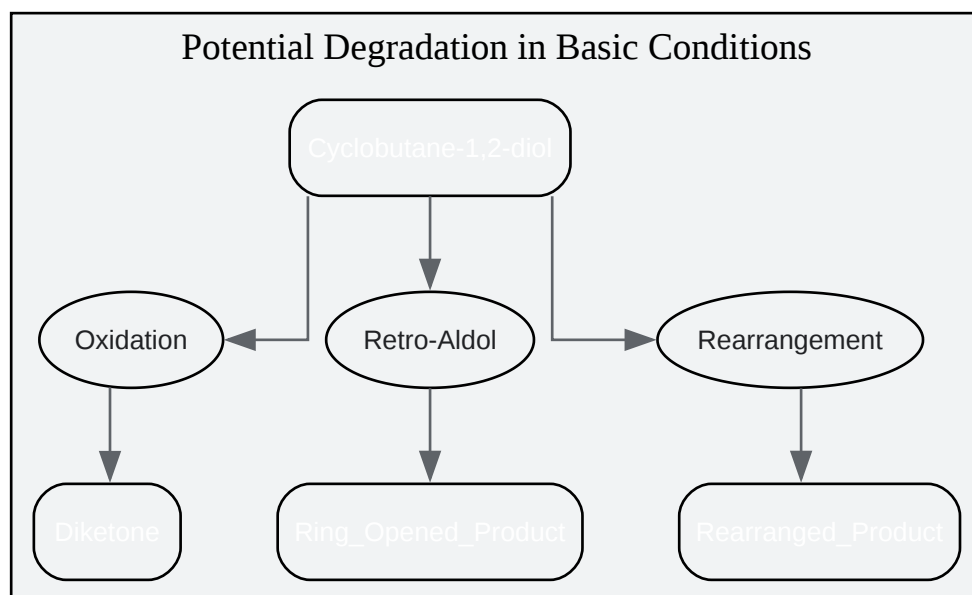 Potential Degradation in Basic Conditions
Cyclobutane-1,2-diol
Oxidation
Retro-Aldol
Rearrangement
Diketone
Ring_Opened_Product
Rearranged_Product